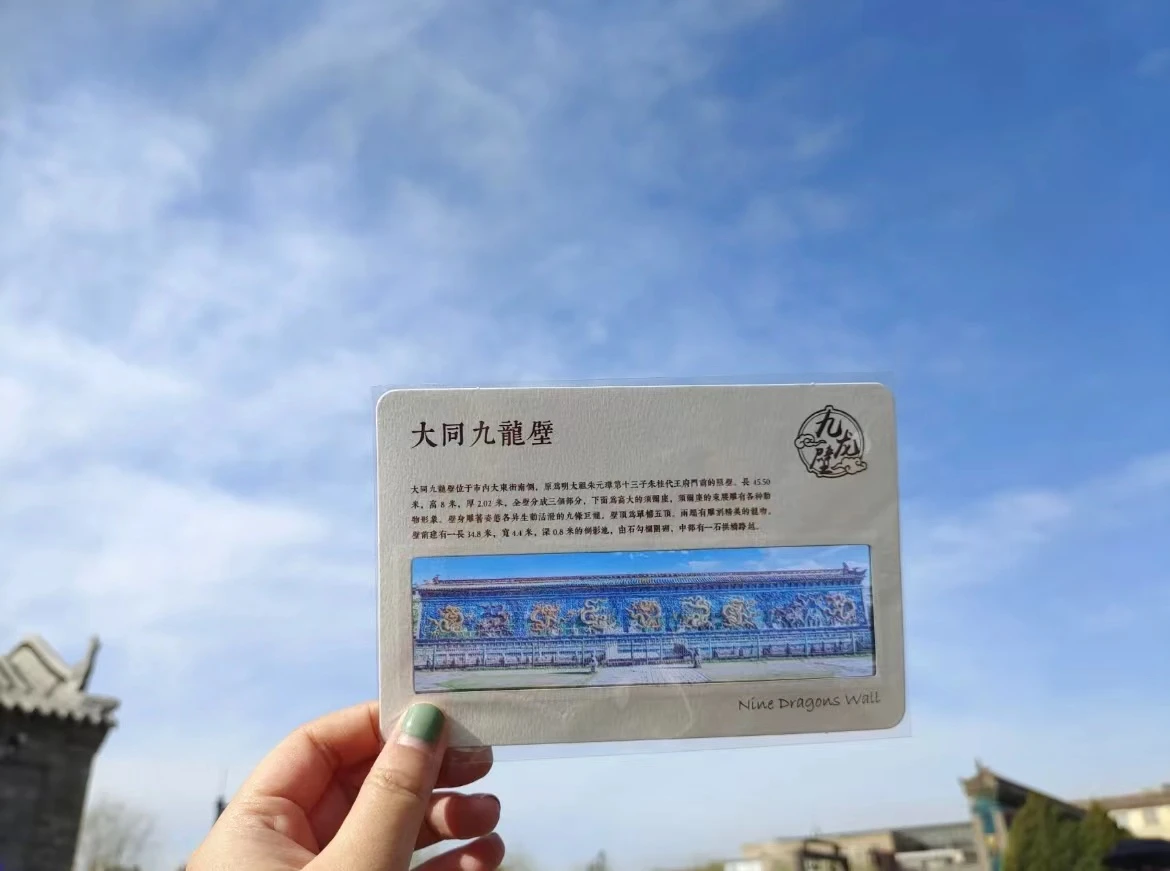 大同九龍壁
九龙壁
大同九龍壁位于市內大東街南側，原爲明太祖朱元璋第十三子朱桂代王府門前的照壁。長 45.50
米，高 8 米，厚 2.02 米，全壁分成三個部分，下面爲高大的須彌座，須彌座的束腰雕有各種動
物形象。壁身雕著姿態各异生動活潑的九條巨龍。壁頂爲單檐五頂，兩端有雕刻精美的龍吻。
壁前建有一長 34.8 米，寬 4.4 米，深 0.8 米的倒影池，由石勾欄圍裡，中部有一石拱橋跨越。
Nine Dragons Wall